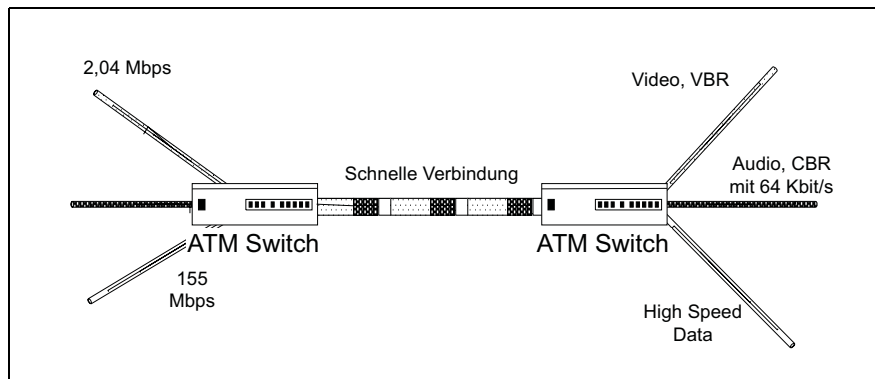 2,04 Mbps
Video, VBR
Schnelle Verbindung
Audio, CBR
mit 64 Kbit/s
ATM Switch
ATM Switch
155
Mbps
High Speed
Data